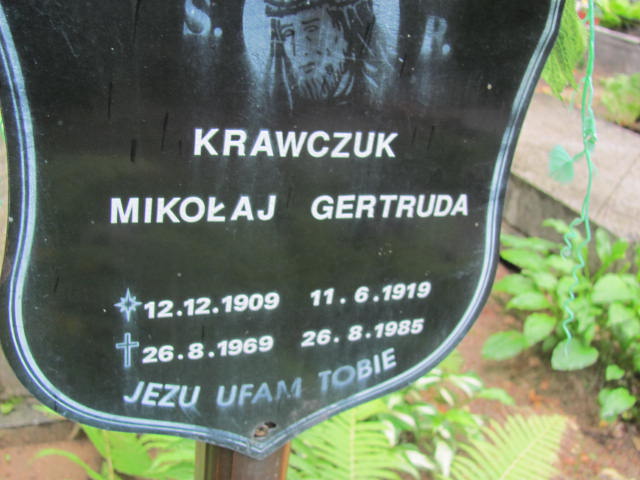 Ś. P.
KRAWCZUK
MIKOŁAJ GERTRUDA
12.12.1909 11.6.1919
26.8.1969 26.8.1985
JEZU UFAM TOBIE